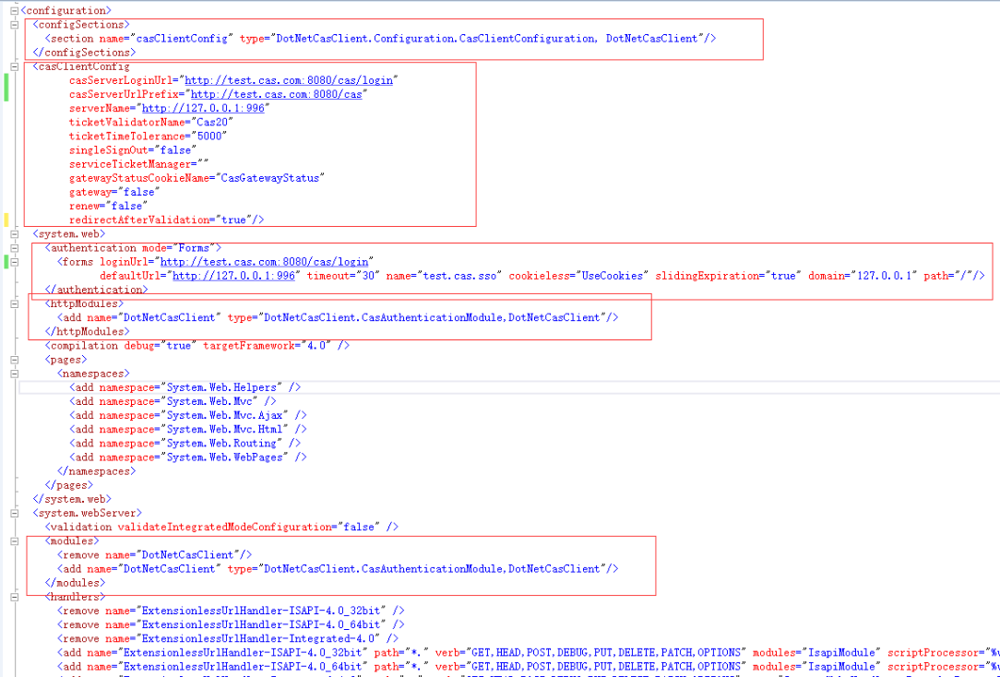 <configuration>
<configSections>
<section name="casClientConfig" type="DotNetCasClient.Configuration.CasClientConfiguration, DotNetCasClient"/>
</configSections>
<casClientConfig
casServerLoginUrl="http://test.cas.com:8080/cas/login"
casServerUrlPrefix="http://test.cas.com:8080/cas"
serverName="http://127.0.0.1:996"
ticketValidatorName="Cas20"
ticketTimeTolerance="5000"
singleSignOut="false"
serviceTicketManager=""
gatewayStatusCookieName="CasGatewayStatus"
gateway="false"
renew="false"
redirectAfterValidation="true"/>
<system.web>
<authentication mode="Forms">
<forms loginUrl="http://test.cas.com:8080/cas/login"
defaultUrl="http://127.0.0.1:996" timeout="30" name="test.cas.sso" cookieless="UseCookies" slidingExpiration="true" domain="127.0.0.1" path="/"/>
</authentication>
<httpModules>
<add name="DotNetCasClient" type="DotNetCasClient.CasAuthenticationModule,DotNetCasClient"/>
</httpModules>
<compilation debug="true" targetFramework="4.0" />
<pages>
<namespaces>
<add namespace="System.Web.Helpers" />
<add namespace="System.Web.Mvc" />
<add namespace="System.Web.Mvc.Ajax" />
<add namespace="System.Web.Mvc.Html" />
<add namespace="System.Web.Routing" />
<add namespace="System.Web.WebPages" />
</namespaces>
</pages>
</system.web>
<system.webServer>
<validation validateIntegratedModeConfiguration="false" />
<modules>
<remove name="DotNetCasClient"/>
<add name="DotNetCasClient" type="DotNetCasClient.CasAuthenticationModule,DotNetCasClient"/>
</modules>
<handlers>
<remove name="ExtensionlessUrlHandler-ISAPI-4.0_32bit" />
<remove name="ExtensionlessUrlHandler-ISAPI-4.0_64bit" />
<remove name="ExtensionlessUrlHandler-Integrated-4.0" />
<add name="ExtensionlessUrlHandler-ISAPI-4.0_32bit" path="*." verb="GET,HEAD,POST,DEBUG,PUT,DELETE,PATCH,OPTIONS" modules="IsapiModule" scriptProcessor="%w
<add name="ExtensionlessUrlHandler-ISAPI-4.0_64bit" path="*." verb="GET,HEAD,POST,DEBUG,PUT,DELETE,PATCH,OPTIONS" modules="IsapiModule" scriptProcessor="%w